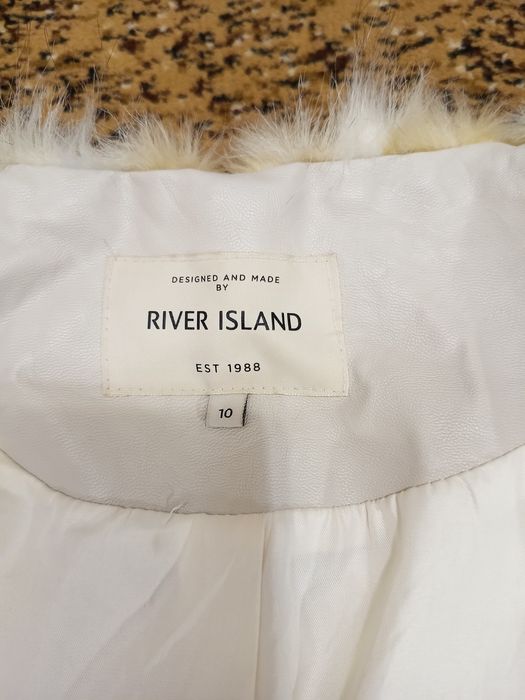 DESIGNED AND MADE
BY
RIVER ISLAND
EST 1988
10